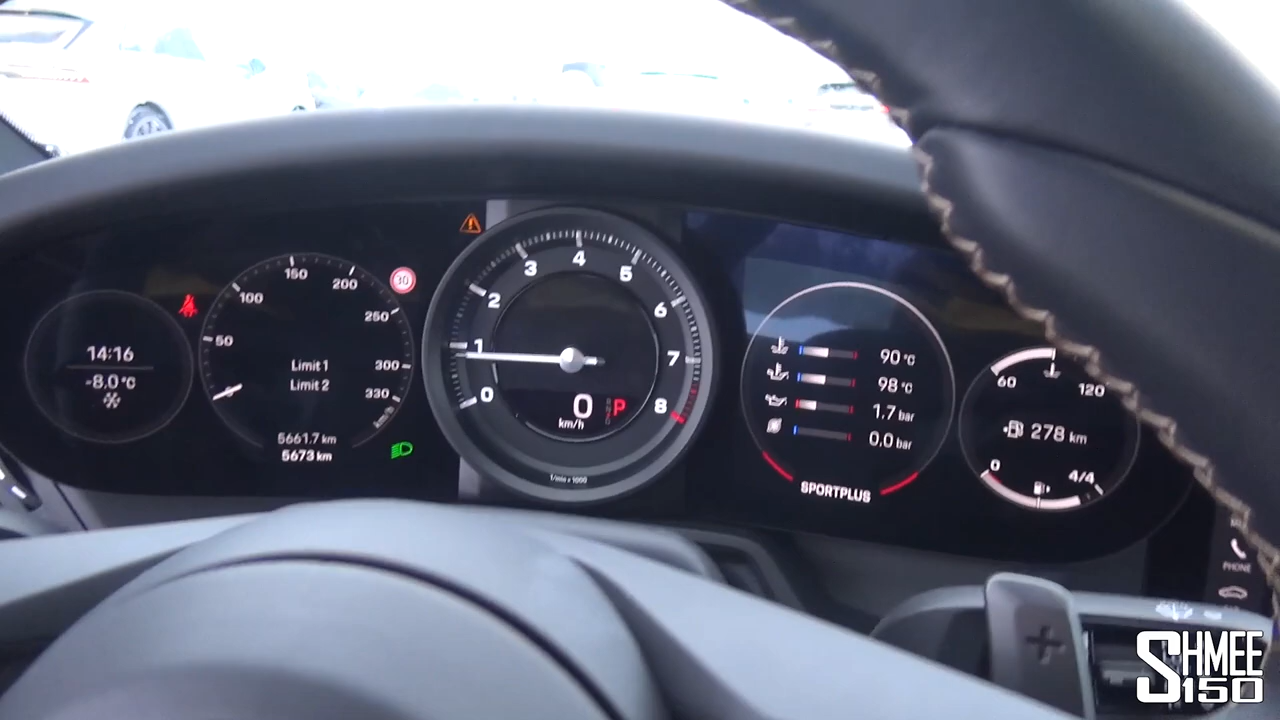 14:16
-8.0 °C
50
100
150
200
250
300
330
km/h
Limit 1
Limit 2
5661.7 km
5673 km
30
0
1
2
3
4
5
6
7
8
0 P
km/h
1/min x 1000
90 °C
98 °C
1.7 bar
0.0 bar
SPORTPLUS
60
120
278 km
0
4/4
PHONE
+
SHMEE
150